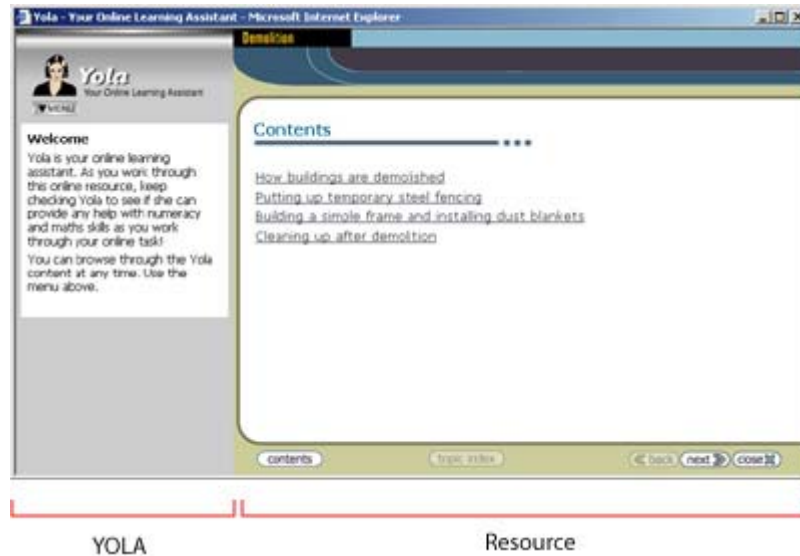 Yola - Your Online Learning Assistant - Microsoft Internet Explorer
Demolition
Yola
Your Online Learning Assistant
MENU
Welcome
Yola is your online learning
assistant. As you work through
this online resource, keep
checking Yola to see if she can
provide any help with numeracy
and maths skills as you work
through your online task!
You can browse through the Yola
content at any time. Use the
menu above.
Contents
How buildings are demolished
Putting up temporary steel fencing
Building a simple frame and installing dust blankets
Cleaning up after demolition
contents
topic index
back next close
YOLA
Resource